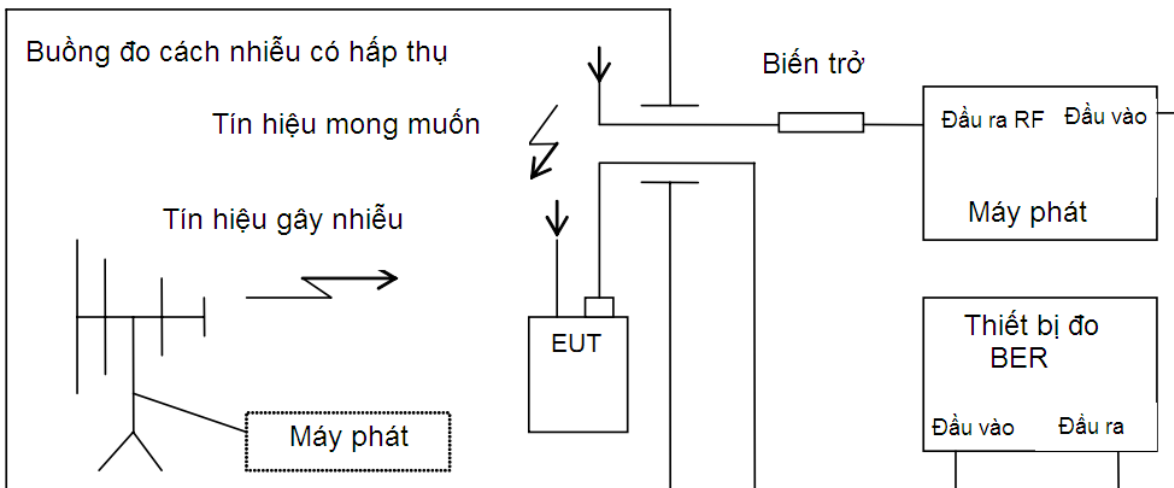 Buồng đo cách nhiễu có hấp thụ
Biến trở
Tín hiệu mong muốn
Đầu ra RF Đầu vào
Máy phát
Tín hiệu gây nhiễu
EUT
Thiết bị đo
BER
Đầu vào Đầu ra
Máy phát